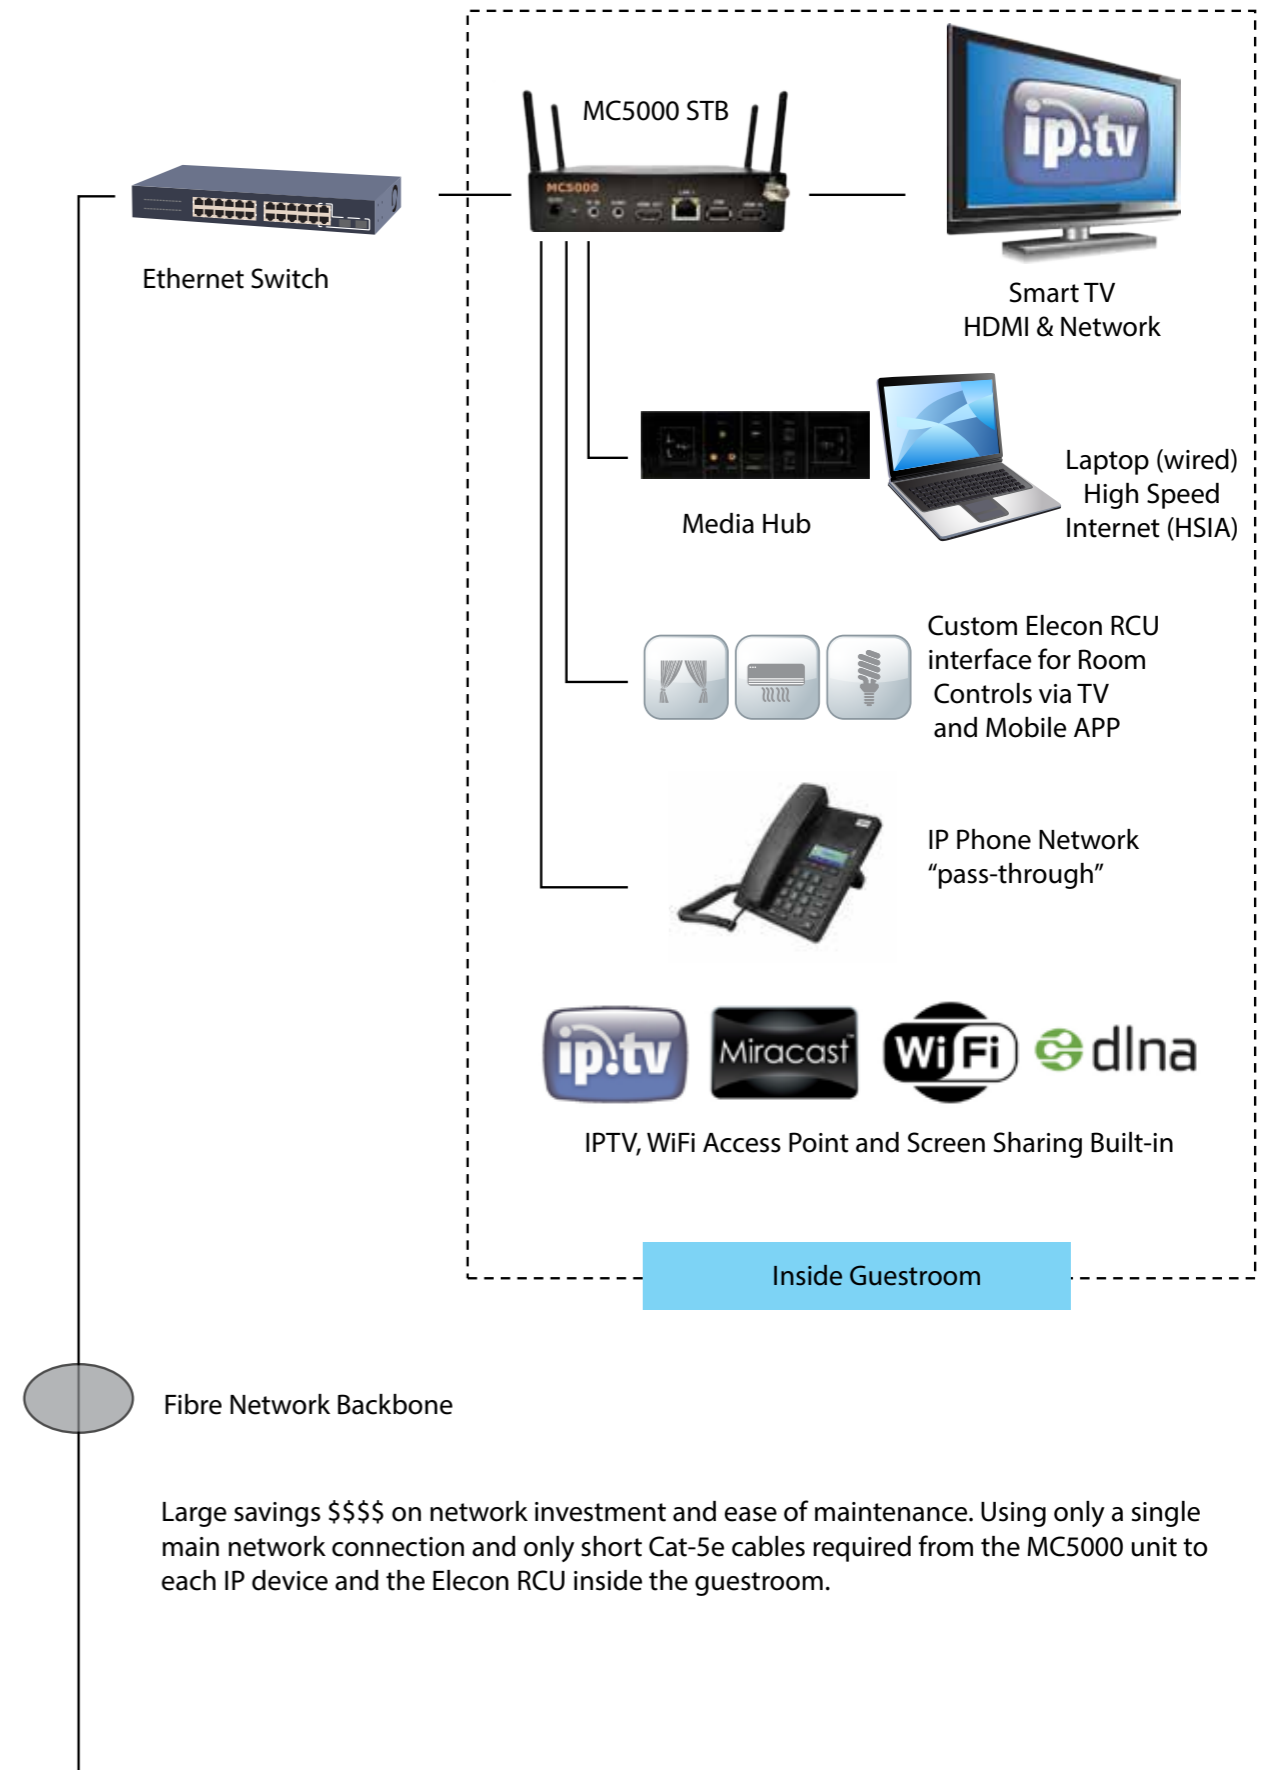 MC5000 STB
ip.tv
MC5000
Ethernet Switch
Smart TV
HDMI & Network
Laptop (wired)
High Speed
Internet (HSIA)
Media Hub
Custom Elecon RCU
interface for Room
Controls via TV
and Mobile APP
IP Phone Network
“pass-through”
ip.tv
Miracast™
WiFi
dlna
IPTV, WiFi Access Point and Screen Sharing Built-in
Inside Guestroom
Fibre Network Backbone
Large savings $$$$ on network investment and ease of maintenance. Using only a single
main network connection and only short Cat-5e cables required from the MC5000 unit to
each IP device and the Elecon RCU inside the guestroom.